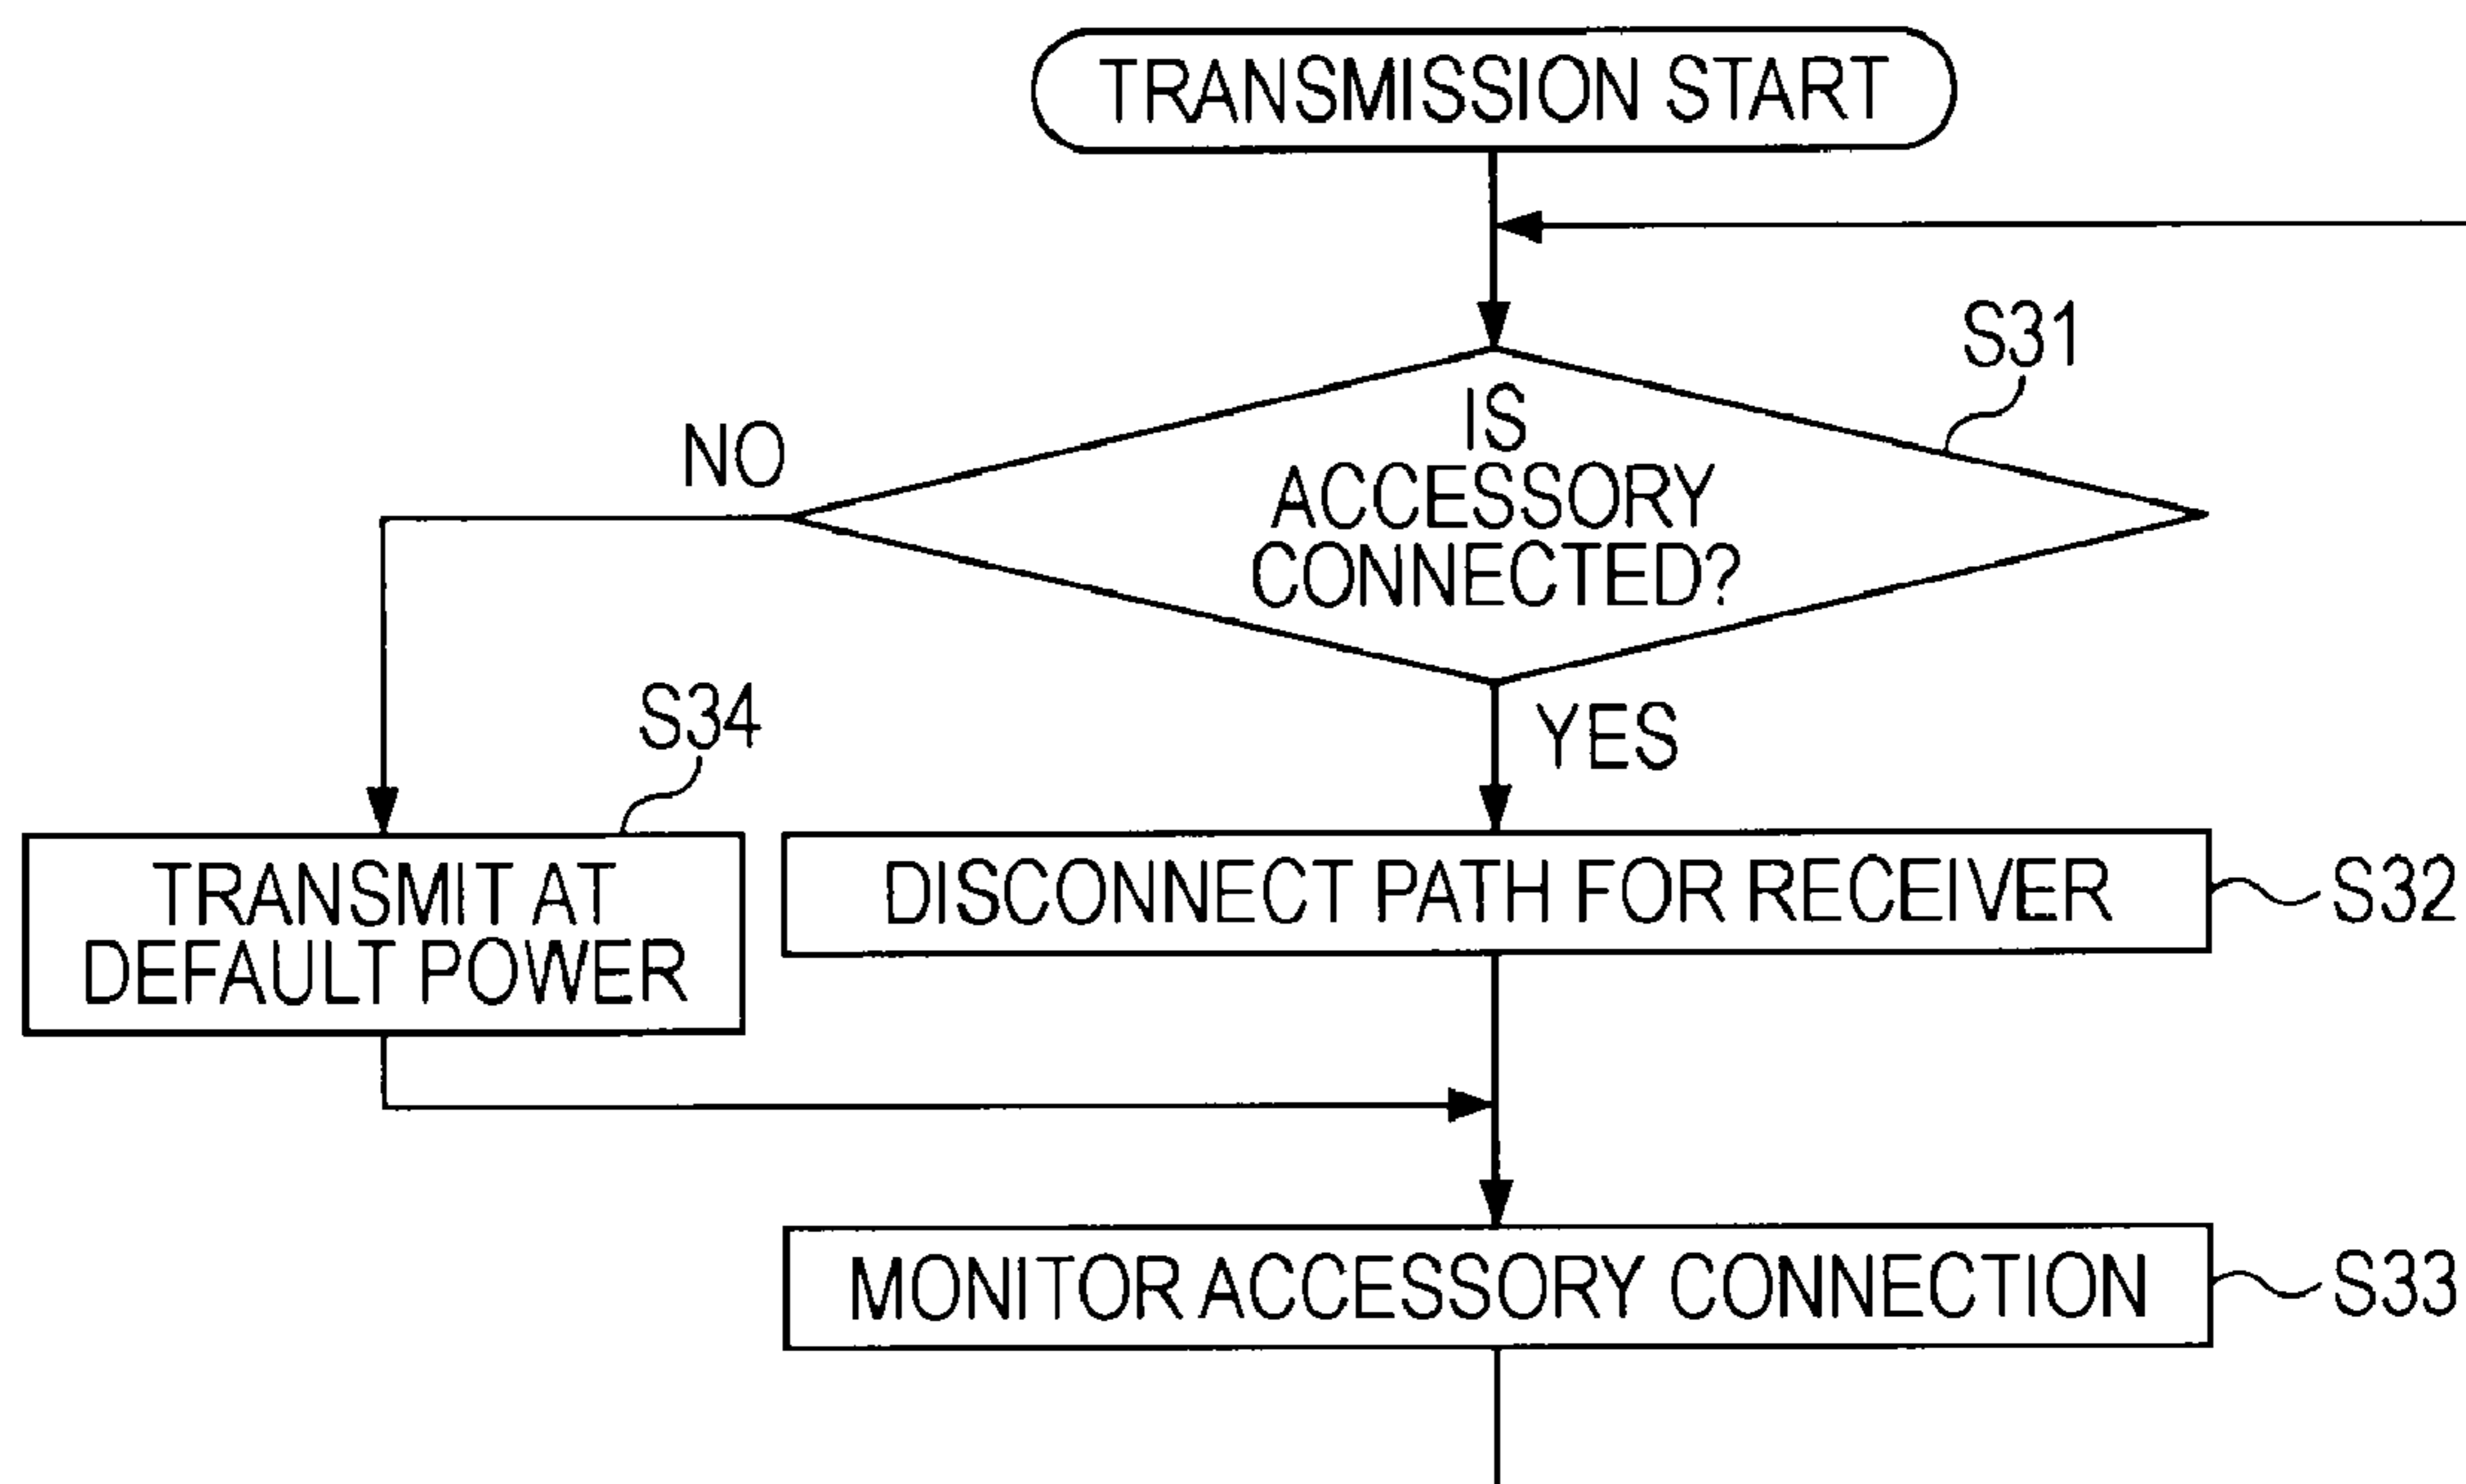 TRANSMISSION START
S31
IS
ACCESSORY
CONNECTED?
NO
YES
S34
TRANSMIT AT
DEFAULT POWER
DISCONNECT PATH FOR RECEIVER
S32
MONITOR ACCESSORY CONNECTION
S33